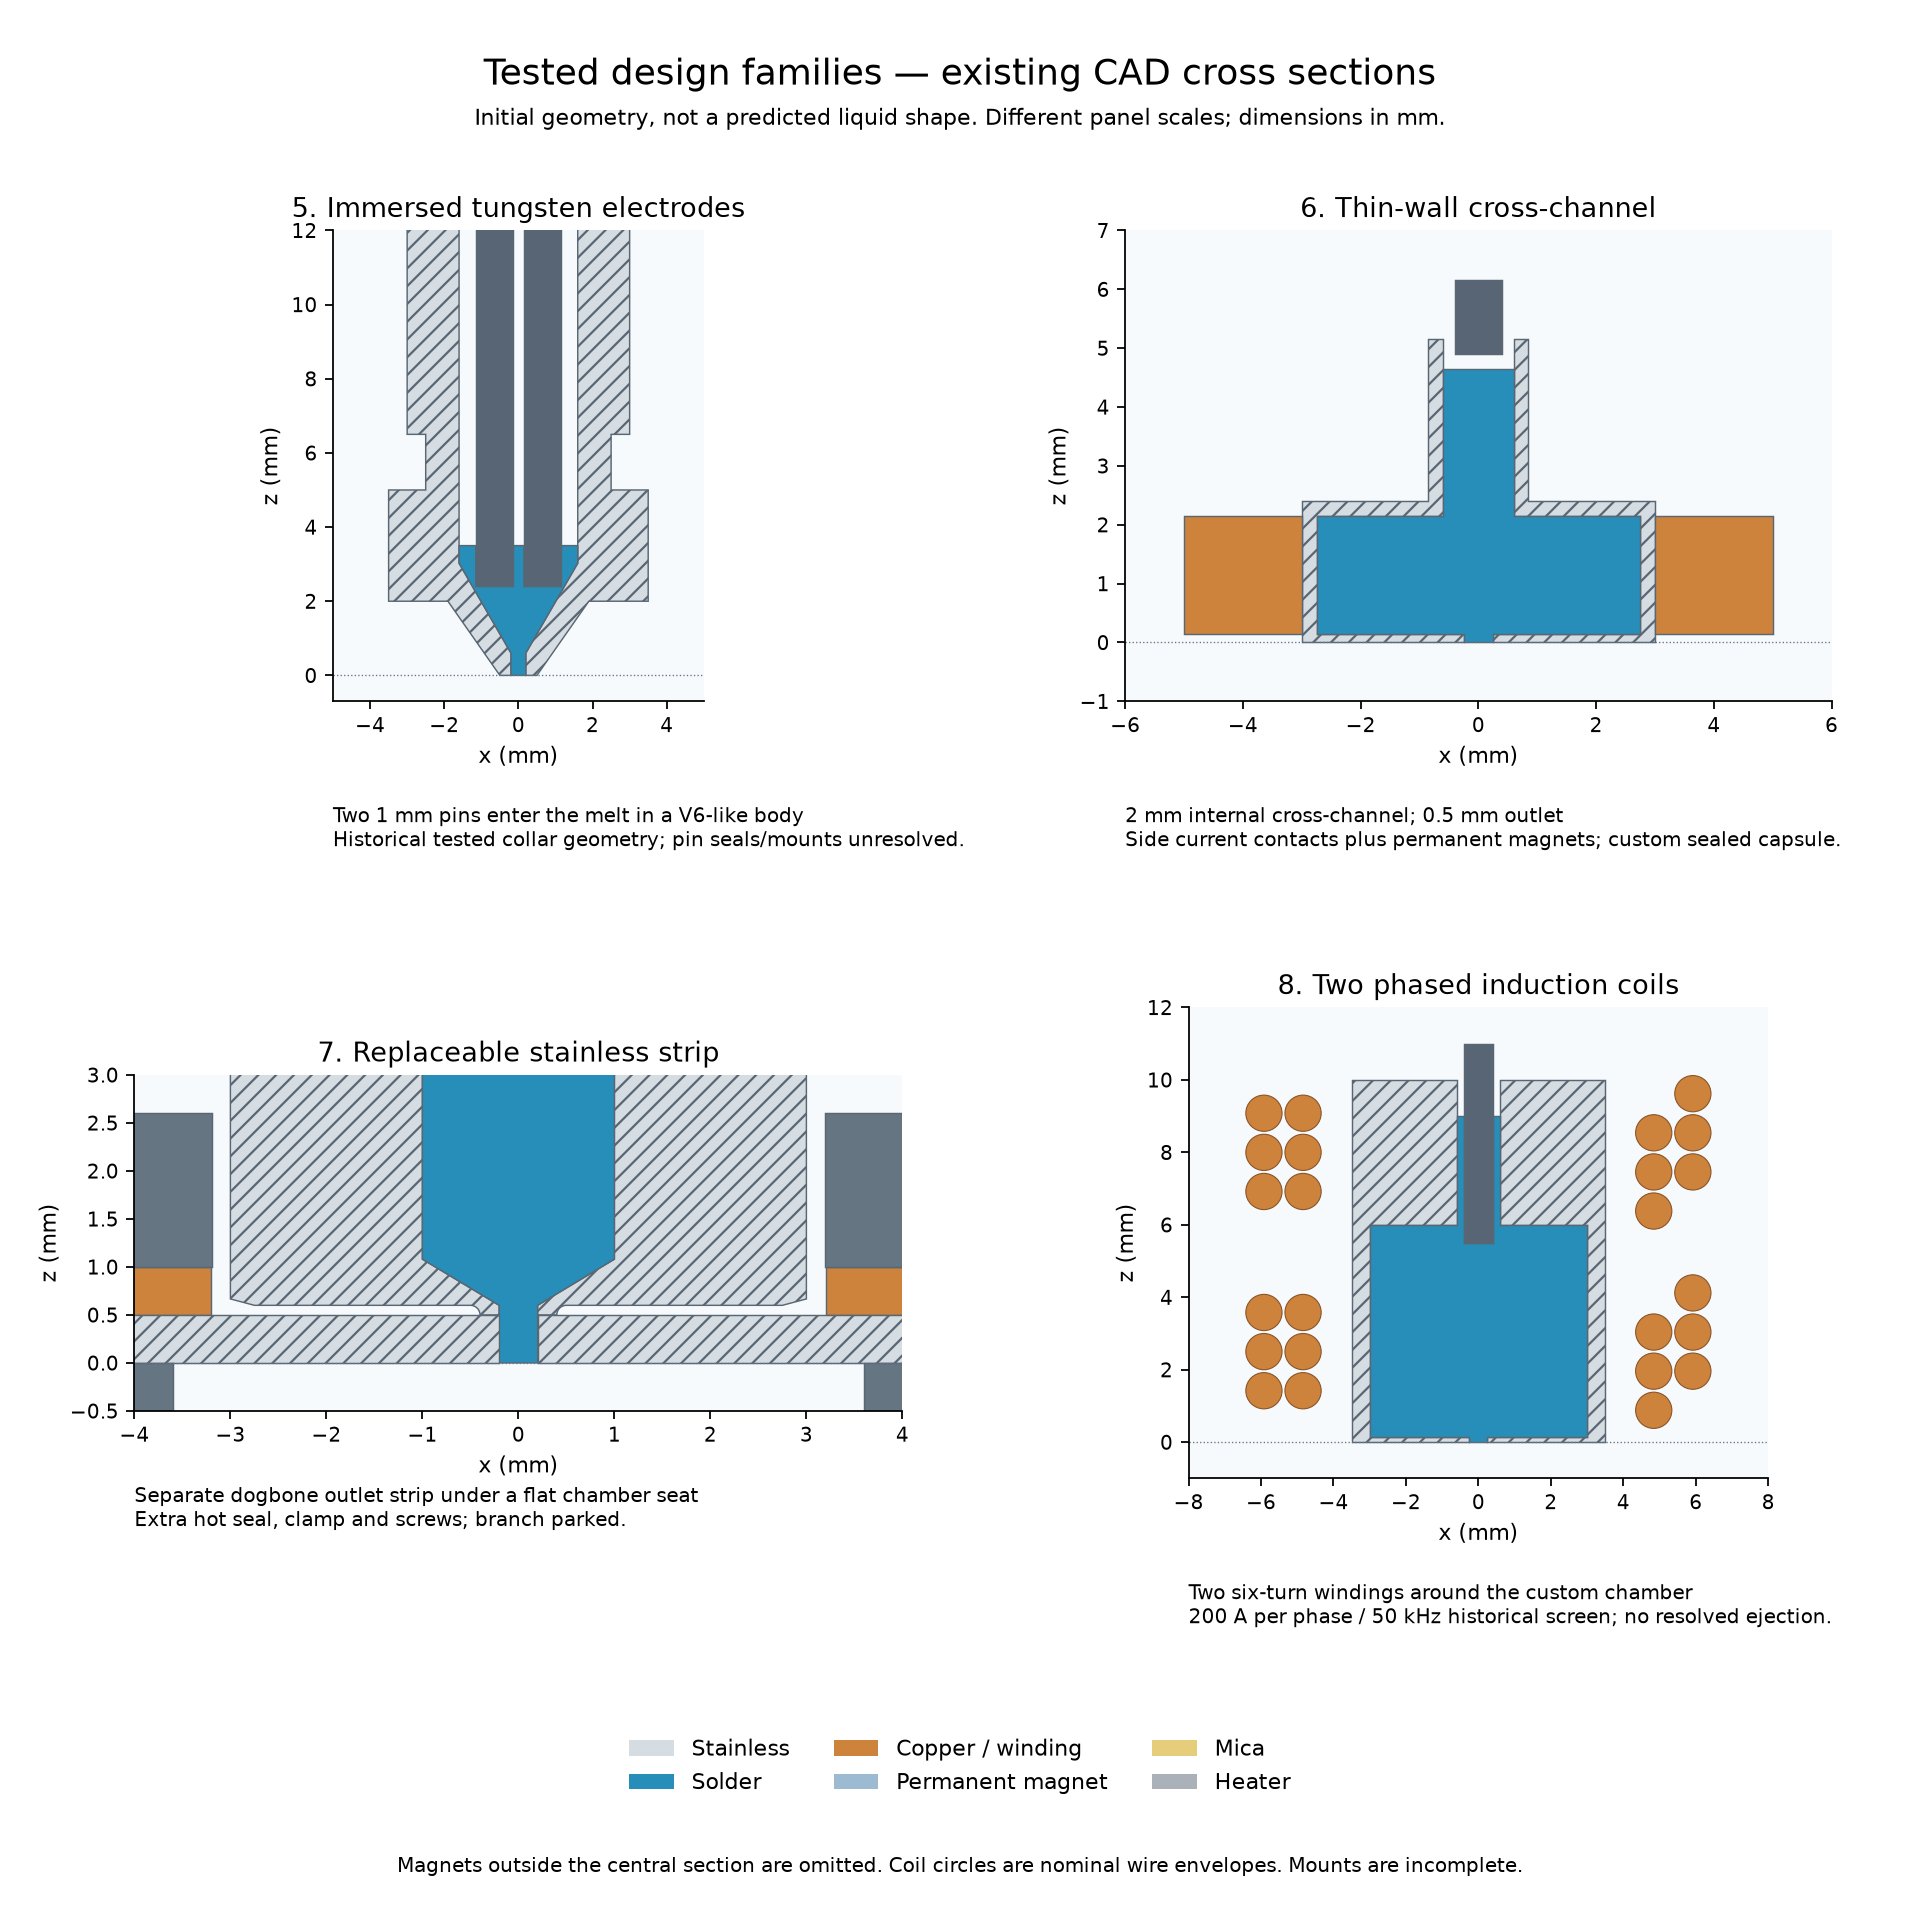 Tested design families — existing CAD cross sections
Initial geometry, not a predicted liquid shape. Different panel scales; dimensions in mm.
5. Immersed tungsten electrodes
12
10
8
6
4
2
0
z (mm)
−4 −2 0 2 4
x (mm)
Two 1 mm pins enter the melt in a V6-like body
Historical tested collar geometry; pin seals/mounts unresolved.
6. Thin-wall cross-channel
7
6
5
4
3
2
1
0
−1
z (mm)
−6 −4 −2 0 2 4 6
x (mm)
2 mm internal cross-channel; 0.5 mm outlet
Side current contacts plus permanent magnets; custom sealed capsule.
7. Replaceable stainless strip
3.0
2.5
2.0
1.5
1.0
0.5
0.0
−0.5
z (mm)
−4 −3 −2 −1 0 1 2 3 4
x (mm)
Separate dogbone outlet strip under a flat chamber seat
Extra hot seal, clamp and screws; branch parked.
8. Two phased induction coils
12
10
8
6
4
2
0
z (mm)
−8 −6 −4 −2 0 2 4 6 8
x (mm)
Two six-turn windings around the custom chamber
200 A per phase / 50 kHz historical screen; no resolved ejection.
Stainless Copper / winding Mica
Solder Permanent magnet Heater
Magnets outside the central section are omitted. Coil circles are nominal wire envelopes. Mounts are incomplete.